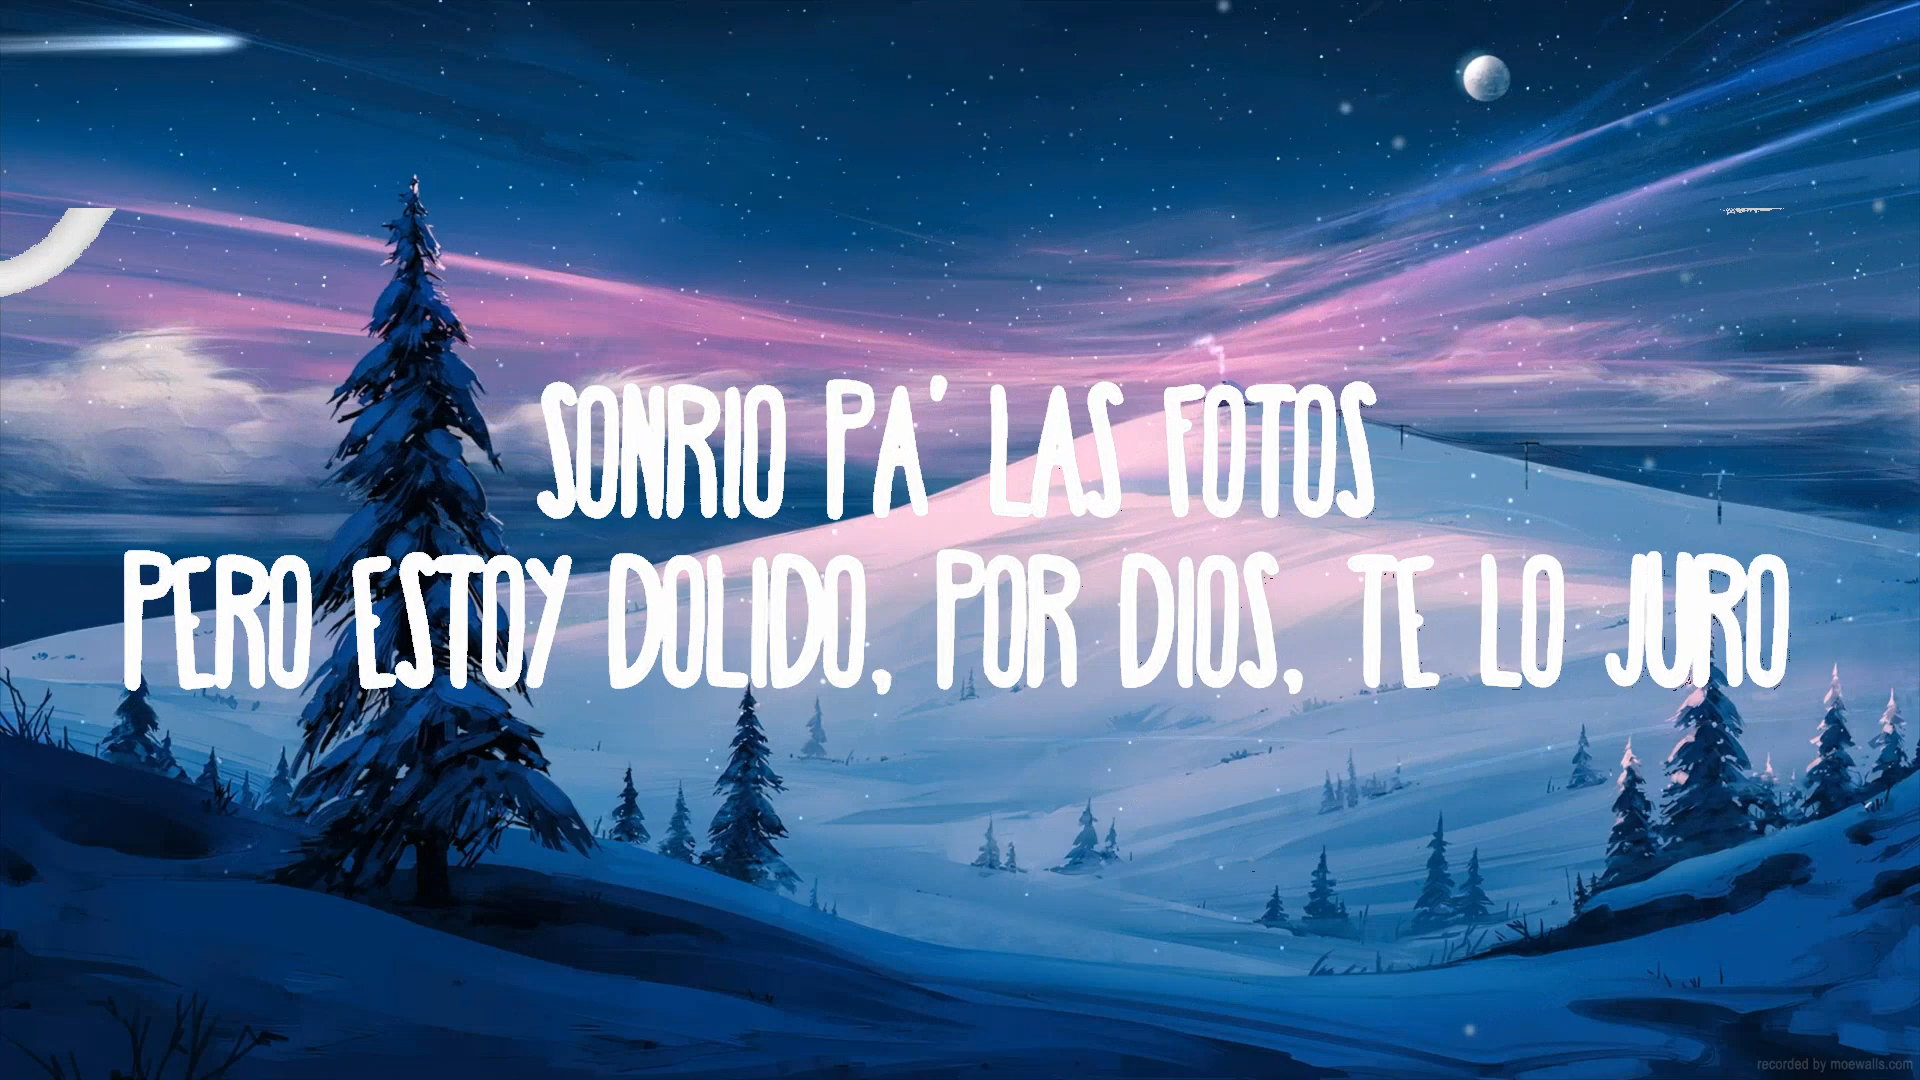 SONRIO PA' LAS FOTOS
PERO ESTOY DOLIDO, POR DIOS, TE LO JURO
recorded by moewalls.com